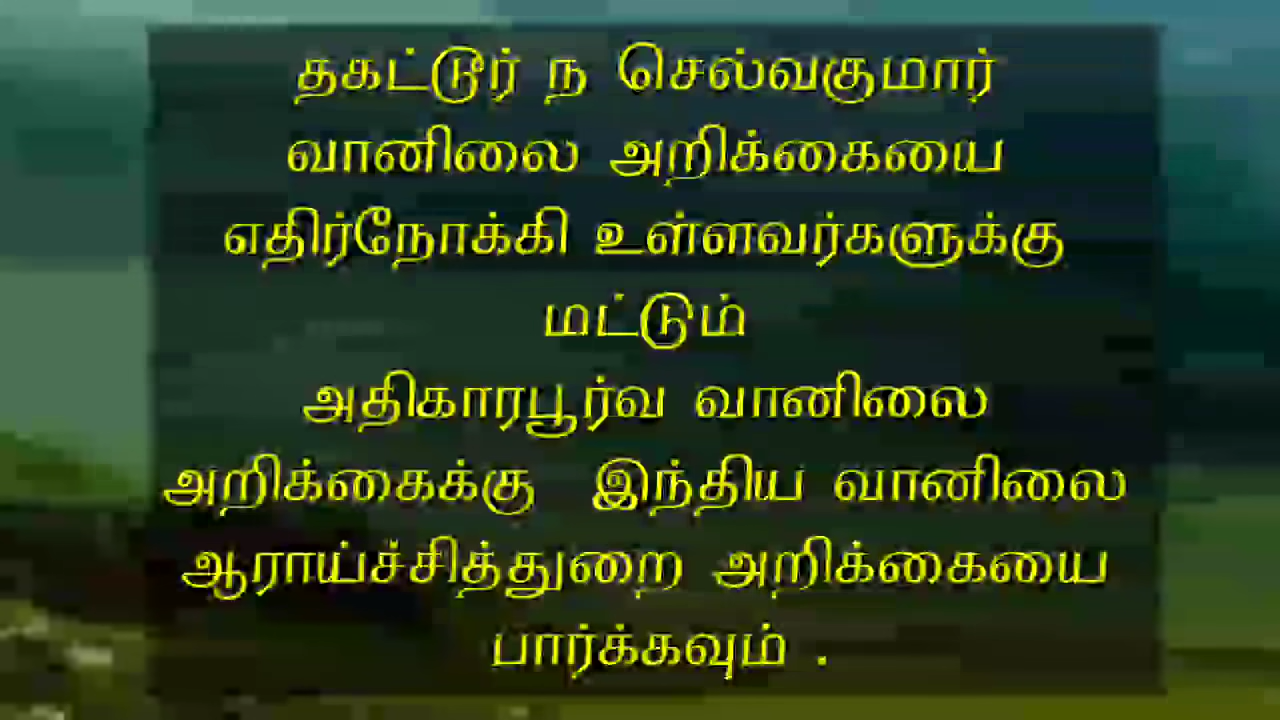 தகட்டூர் ந செல்வகுமார்
வானிலை அறிக்கையை
எதிர்நோக்கி உள்ளவர்களுக்கு
மட்டும்
அதிகாரபூர்வ வானிலை
அறிக்கைக்கு இந்திய வானிலை
ஆராய்ச்சித்துறை அறிக்கையை
பார்க்கவும் .